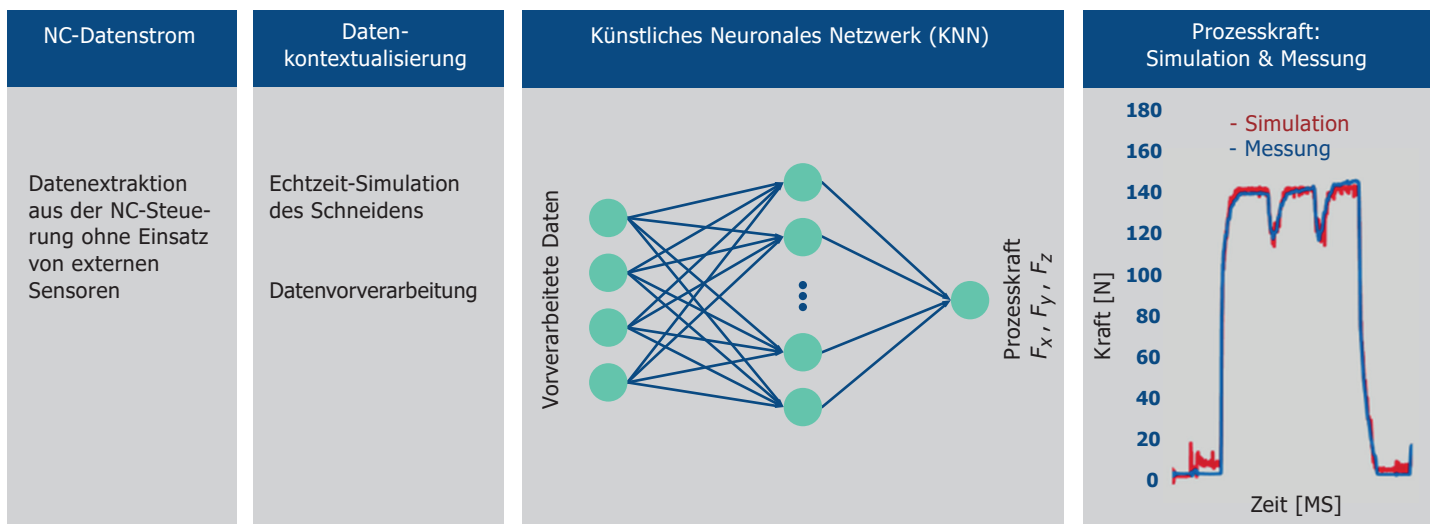 NC-Datenstrom
Datenextraktion
aus der NC-Steue-
rung ohne Einsatz
von externen
Sensoren
Daten-
kontextualisierung
Echtzeit-Simulation
des Schneidens
Datenvorverarbeitung
Künstliches Neuronales Netzwerk (KNN)
Vorverarbeitete Daten
Prozesskraft
Fx , Fy , Fz
Prozesskraft:
Simulation & Messung
- Simulation
- Messung
Kraft [N]
180
160
140
120
100
80
60
40
20
0
Zeit [MS]